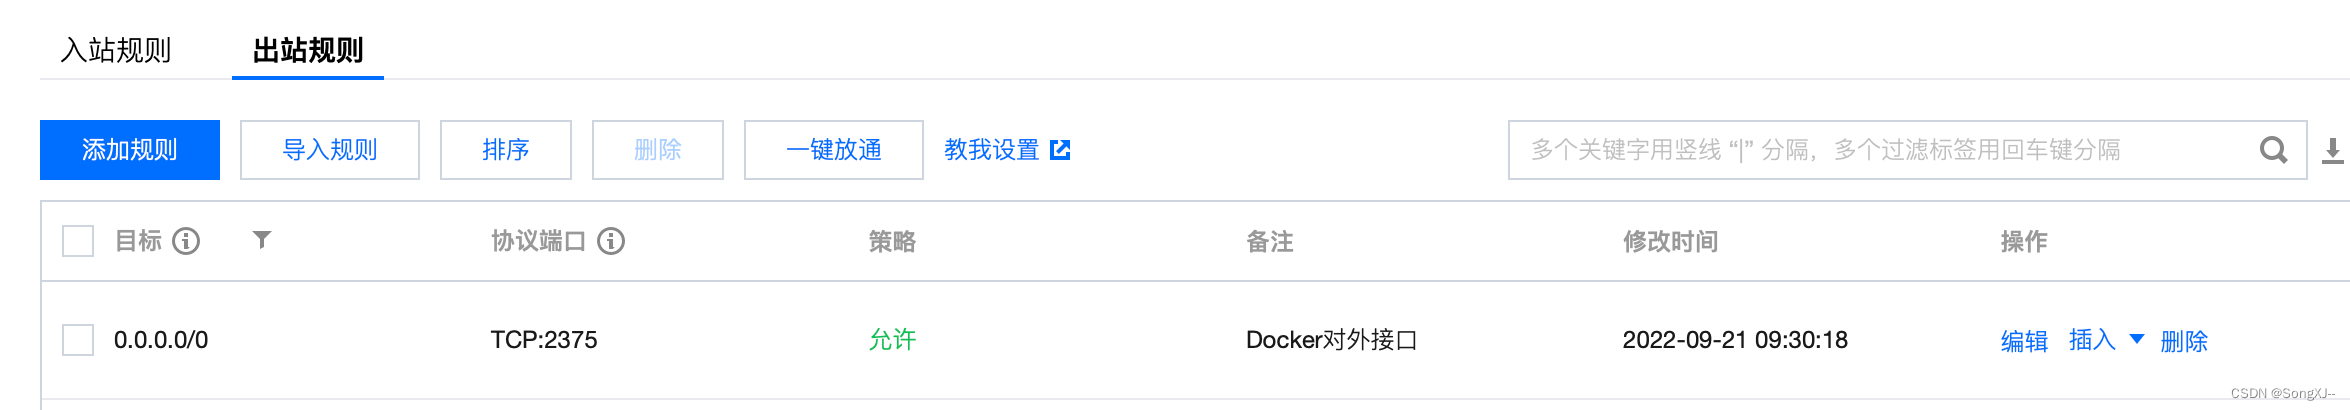 入站规则 出站规则
添加规则 导入规则 排序 删除 一键放通 教我设置 多个关键字用竖线 “|” 分隔，多个过滤标签用回车键分隔
目标 协议端口 策略 备注 修改时间 操作
0.0.0.0/0 TCP:2375 允许 Docker对外接口 2022-09-21 09:30:18 编辑 插入 删除
CSDN @SongXJ--